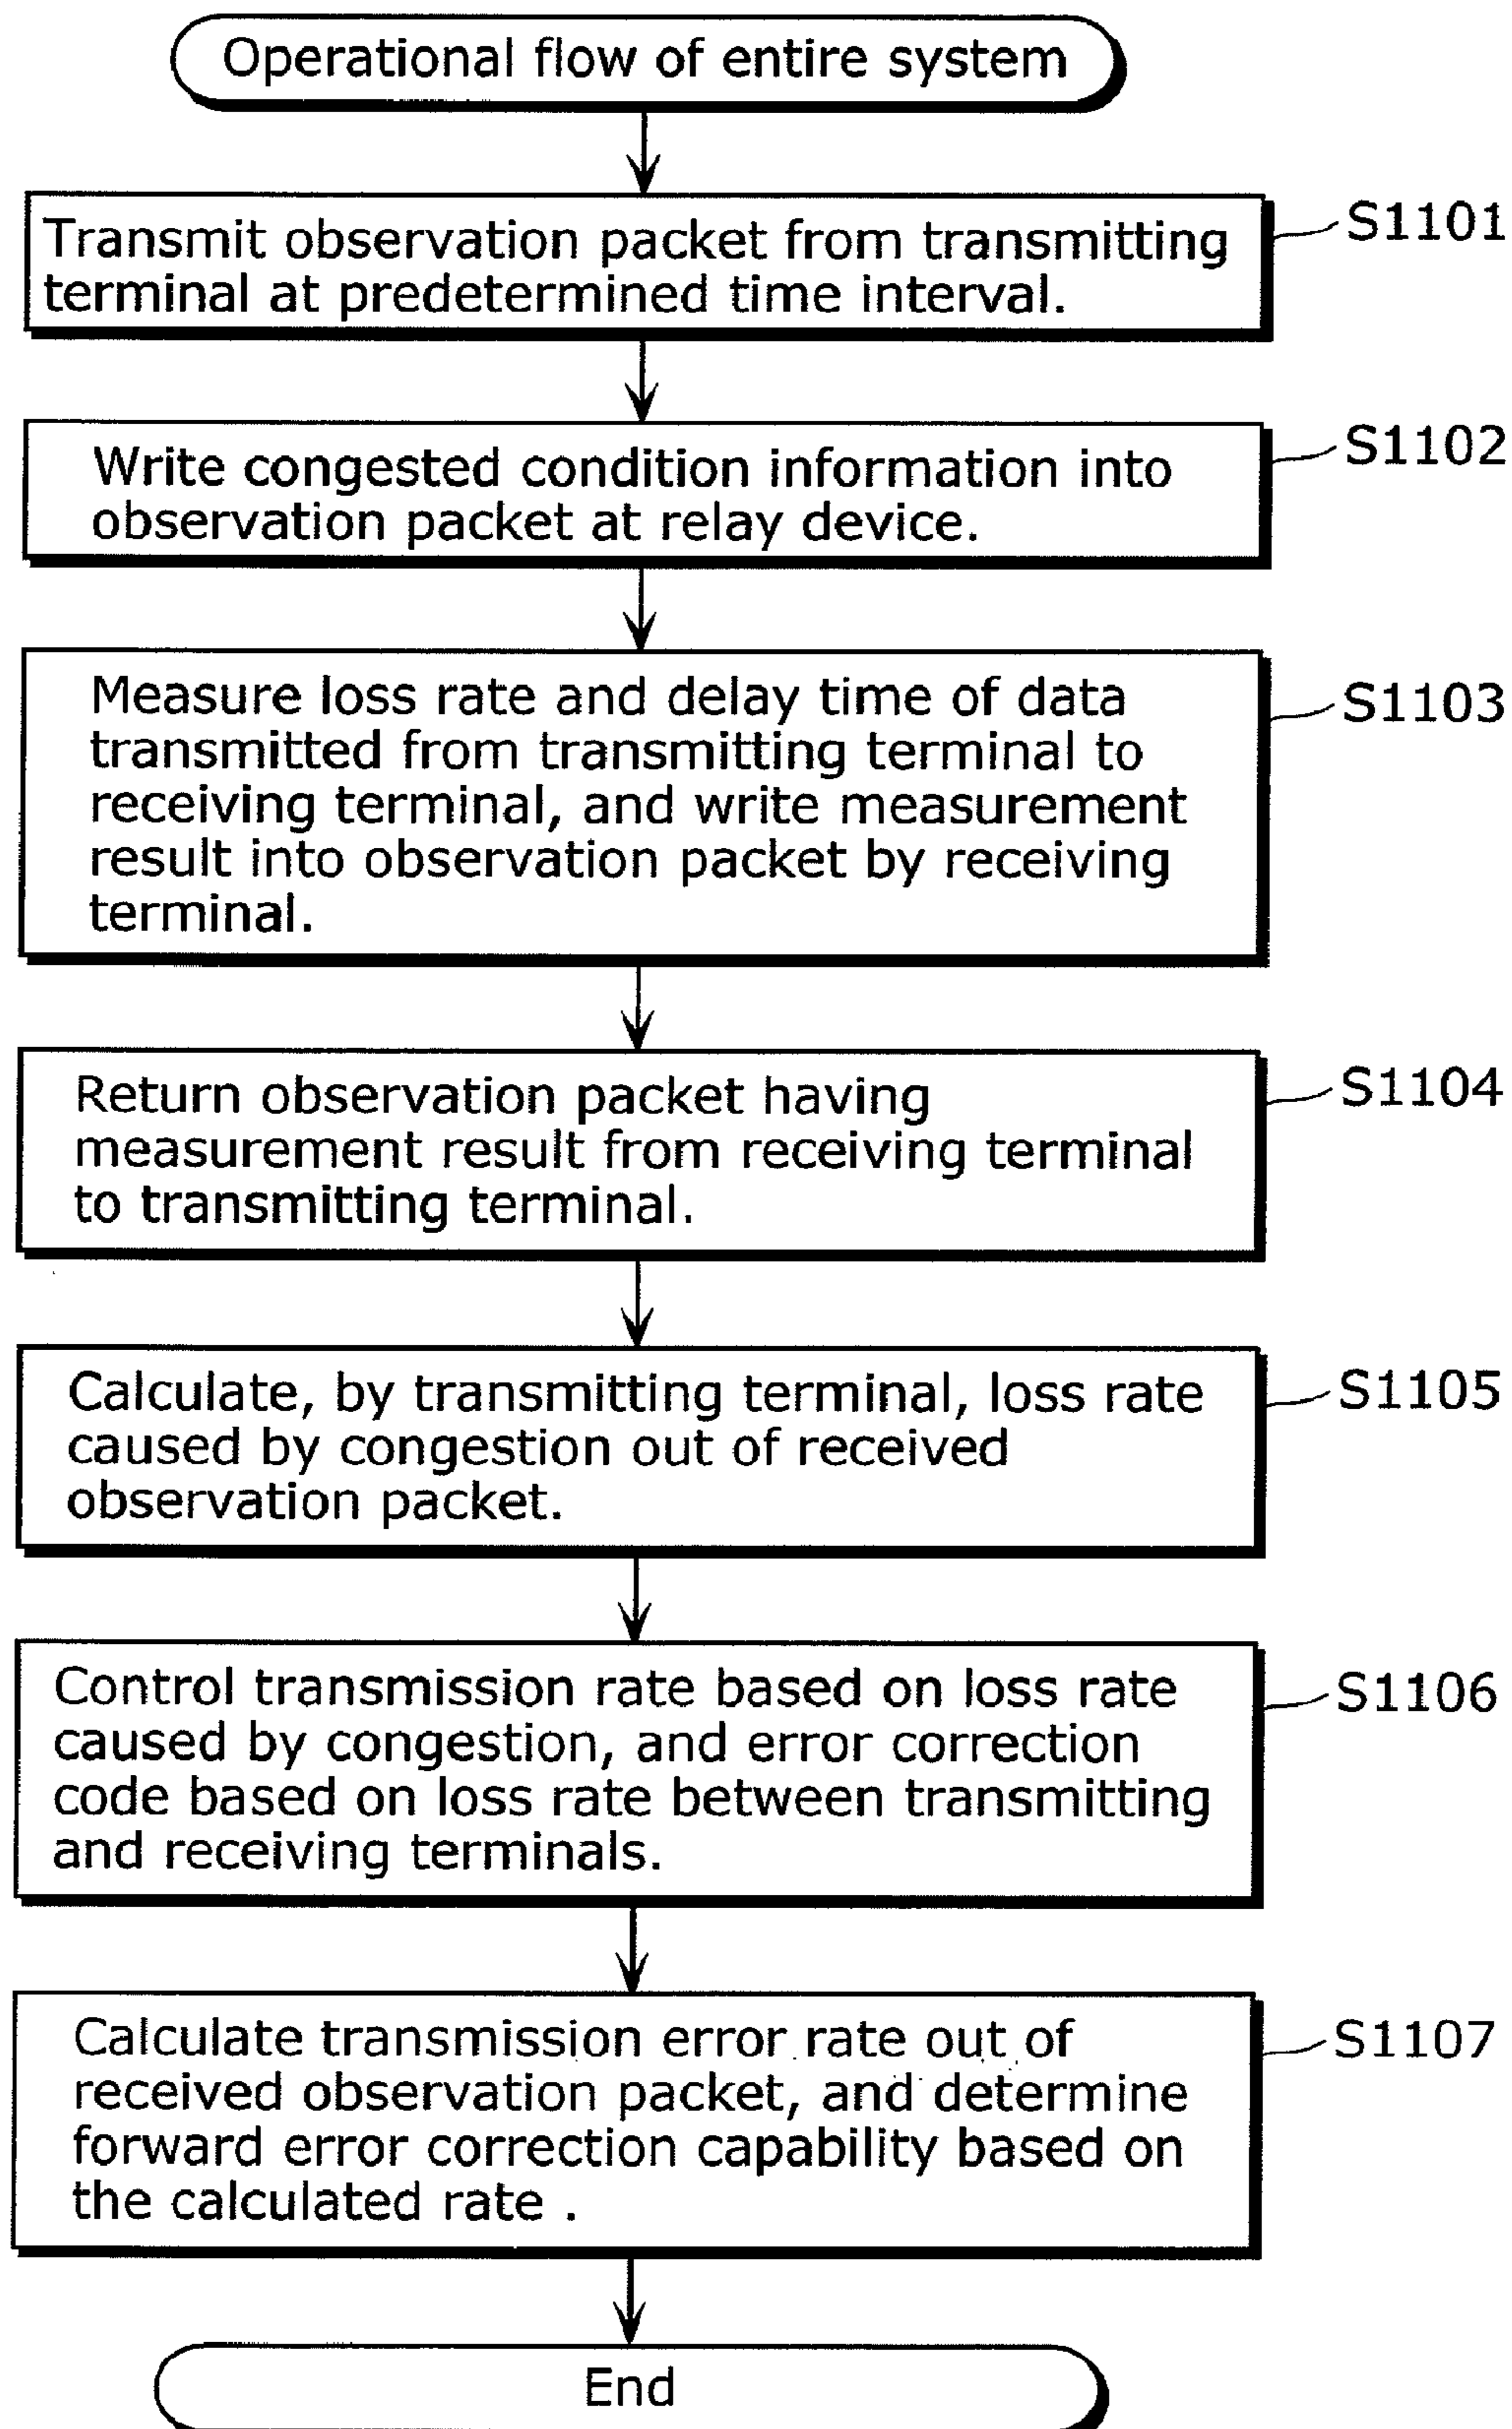 Operational flow of entire system
Transmit observation packet from transmitting
terminal at predetermined time interval.
S1101
Write congested condition information into
observation packet at relay device.
S1102
Measure loss rate and delay time of data
transmitted from transmitting terminal to
receiving terminal, and write measurement
result into observation packet by receiving
terminal.
S1103
Return observation packet having
measurement result from receiving terminal
to transmitting terminal.
S1104
Calculate, by transmitting terminal, loss rate
caused by congestion out of received
observation packet.
S1105
Control transmission rate based on loss rate
caused by congestion, and error correction
code based on loss rate between transmitting
and receiving terminals.
S1106
Calculate transmission error rate out of
received observation packet, and determine
forward error correction capability based on
the calculated rate .
S1107
End